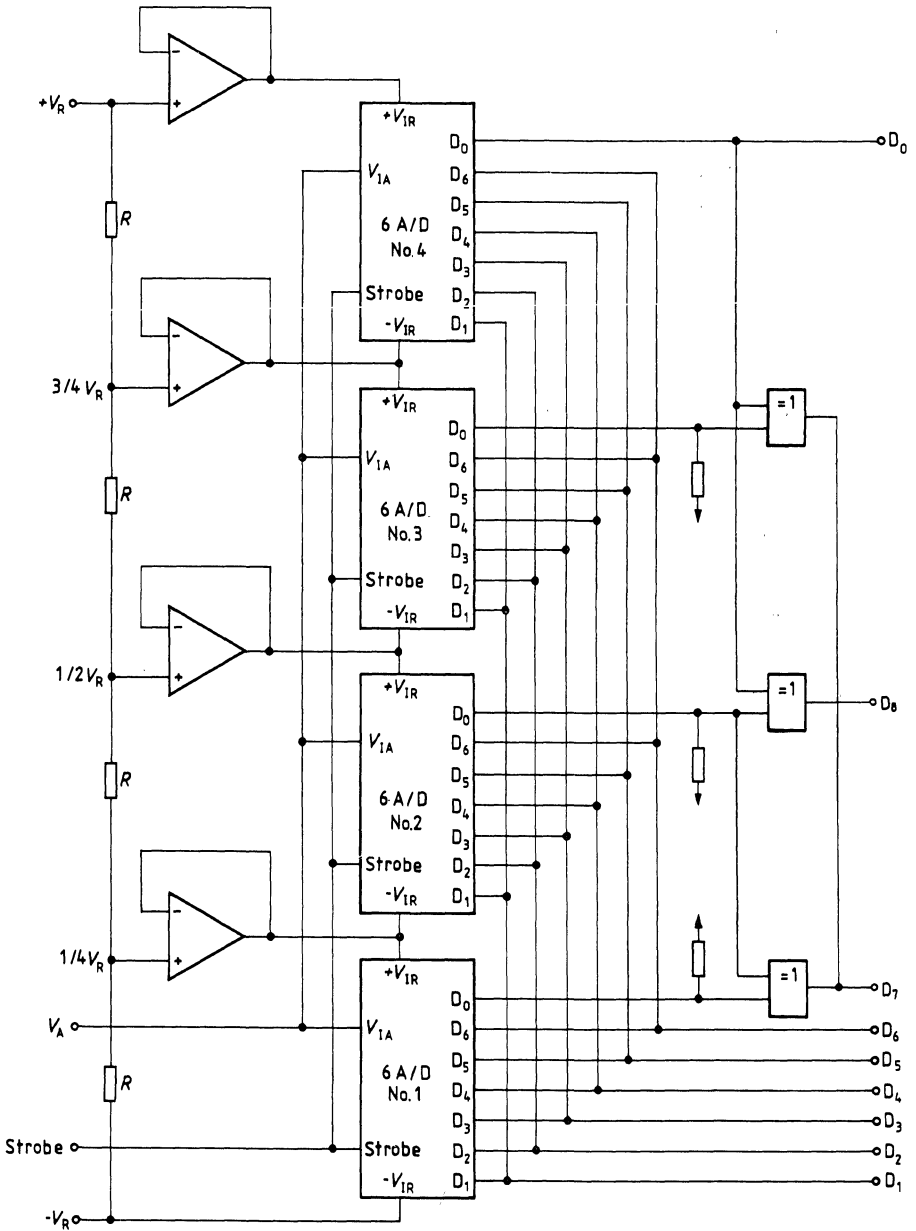 −
+
+V_R
R
+V_IR
V_IA
6 A/D
No.4
Strobe
−V_IR
D_0
D_6
D_5
D_4
D_3
D_2
D_1
D_0
−
+
3/4 V_R
R
+V_IR
V_IA
6 A/D
No.3
Strobe
−V_IR
D_0
D_6
D_5
D_4
D_3
D_2
D_1
=1
−
+
1/2 V_R
R
+V_IR
V_IA
6 A/D
No.2
Strobe
−V_IR
D_0
D_6
D_5
D_4
D_3
D_2
D_1
=1
D_8
−
+
1/4 V_R
V_A
R
Strobe
−V_R
+V_IR
V_IA
6 A/D
No.1
Strobe
−V_IR
D_0
D_6
D_5
D_4
D_3
D_2
D_1
=1
D_7
D_6
D_5
D_4
D_3
D_2
D_1